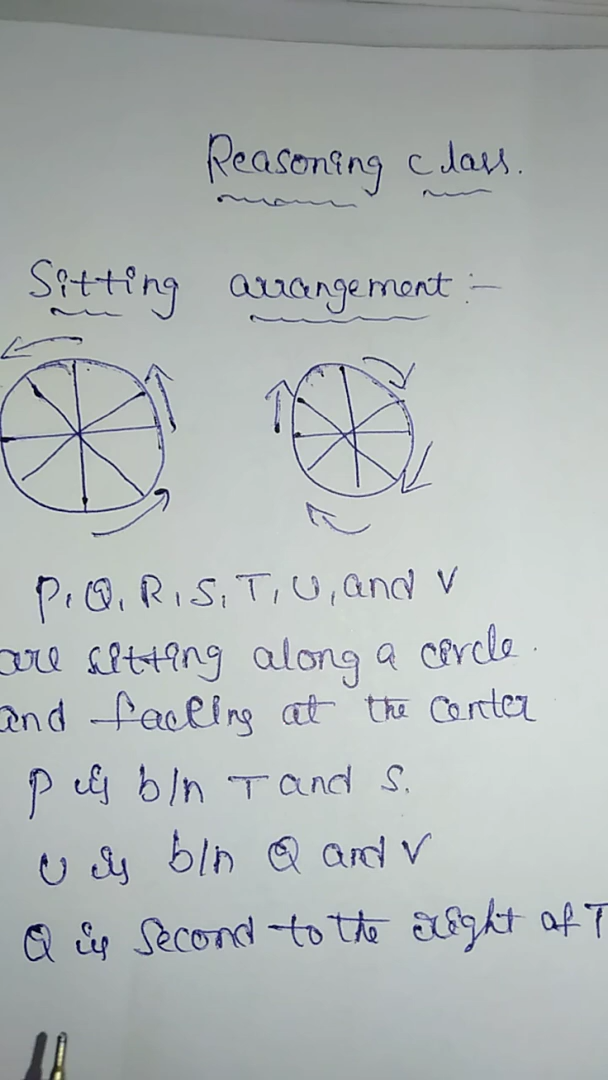 Reasoning class.
Sitting arrangement :-
P, Q, R, S, T, U, and V
are sitting along a circle.
and facing at the center
P is b/n T and S.
U is b/n Q and V
Q is second to the right of T